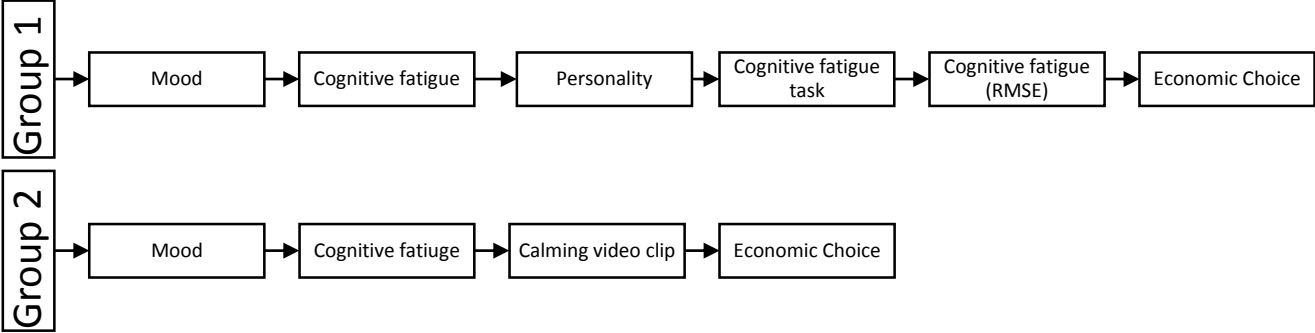 Group 1
Mood
Cognitive fatigue
Personality
Cognitive fatigue
task
Cognitive fatigue
(RMSE)
Economic Choice
Group 2
Mood
Cognitive fatiuge
Calming video clip
Economic Choice